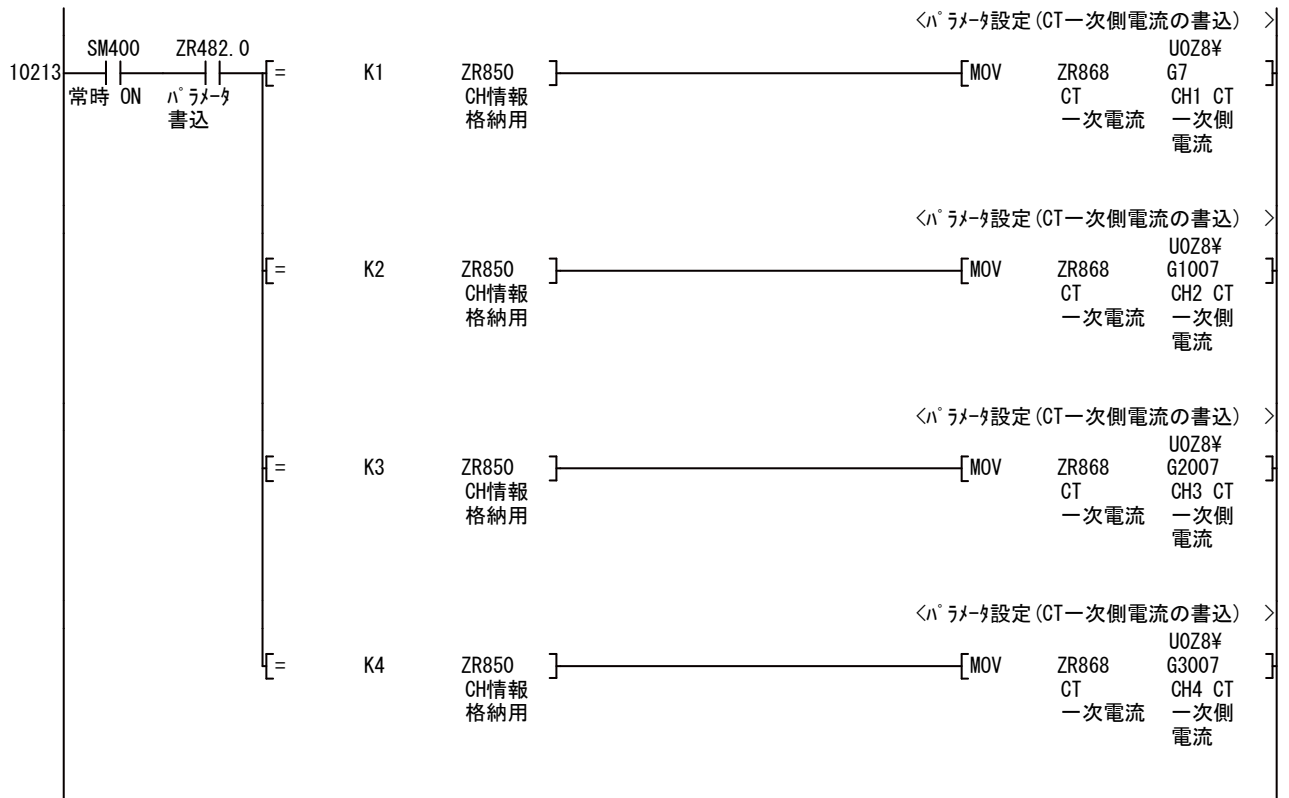 <パラメータ設定(CT一次側電流の書込) >
SM400 ZR482.0 U0Z8¥
10213 [= K1 ZR850 ] [MOV ZR868 G7 ]
常時 ON パラメータ CH情報 CT CH1 CT
書込 格納用 一次電流 一次側
電流
<パラメータ設定(CT一次側電流の書込) >
U0Z8¥
[= K2 ZR850 ] [MOV ZR868 G1007 ]
CH情報 CT CH2 CT
格納用 一次電流 一次側
電流
<パラメータ設定(CT一次側電流の書込) >
U0Z8¥
[= K3 ZR850 ] [MOV ZR868 G2007 ]
CH情報 CT CH3 CT
格納用 一次電流 一次側
電流
<パラメータ設定(CT一次側電流の書込) >
U0Z8¥
[= K4 ZR850 ] [MOV ZR868 G3007 ]
CH情報 CT CH4 CT
格納用 一次電流 一次側
電流